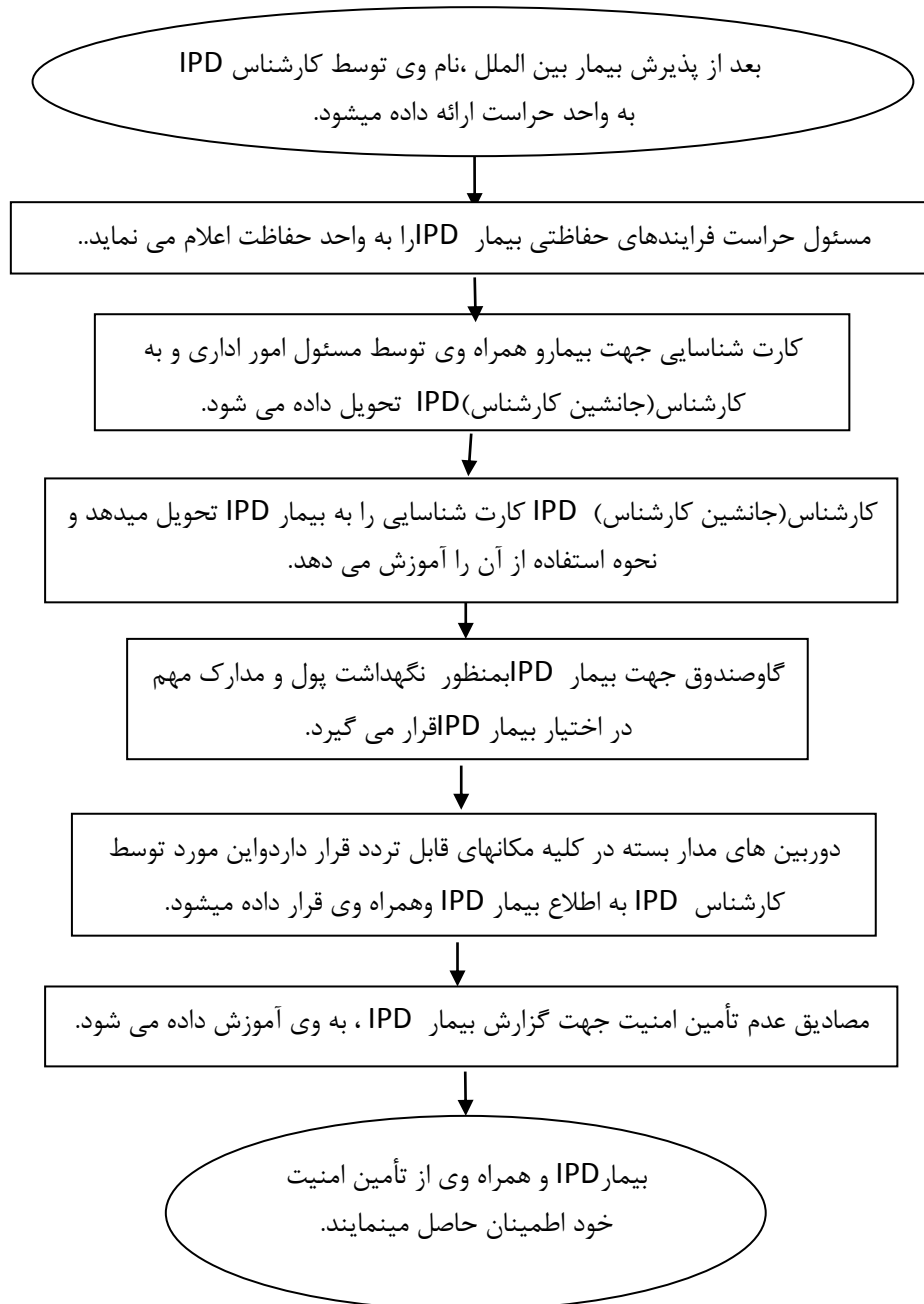 بعد از پذیرش بیمار بین الملل ،نام وی توسط کارشناس IPD
به واحد حراست ارائه داده میشود.
مسئول حراست فرایندهای حفاظتی بیمار IPDرا به واحد حفاظت اعلام می نماید..
کارت شناسایی جهت بیمارو همراه وی توسط مسئول امور اداری و به
کارشناس(جانشین کارشناس)IPD تحویل داده می شود.
کارشناس(جانشین کارشناس) IPD کارت شناسایی را به بیمار IPD تحویل میدهد و
نحوه استفاده از آن را آموزش می دهد.
گاوصندوق جهت بیمار IPDبمنظور نگهداشت پول و مدارک مهم
در اختیار بیمار IPDقرار می گیرد.
دوربین های مدار بسته در کلیه مکانهای قابل تردد قرار داردواین مورد توسط
کارشناس IPD به اطلاع بیمار IPD وهمراه وی قرار داده میشود.
مصادیق عدم تأمین امنیت جهت گزارش بیمار IPD ، به وی آموزش داده می شود.
بیمارIPD و همراه وی از تأمین امنیت
خود اطمینان حاصل مینمایند.